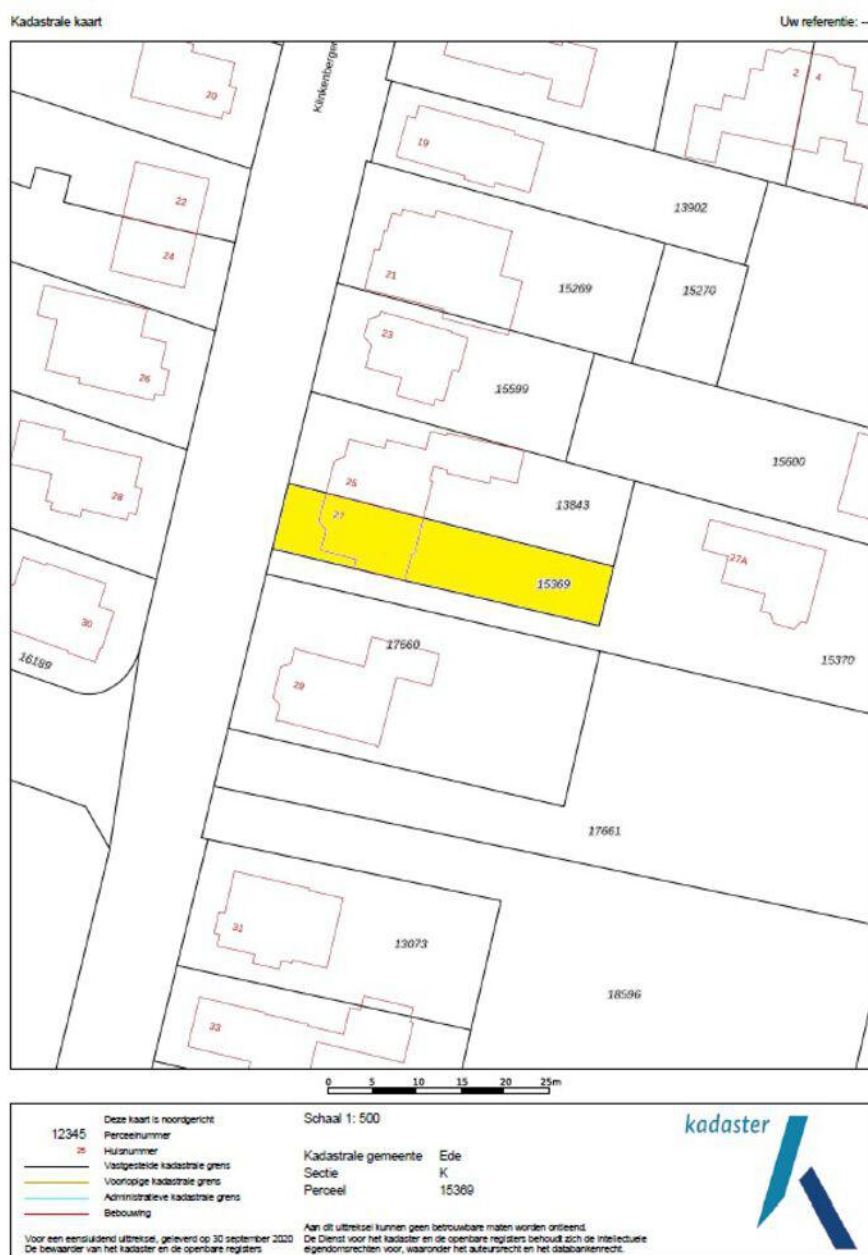 Kadastrale kaart
Uw referentie: --
Klinkenberger
20
2
4
19
22
13902
24
21
15269
15270
23
26
15599
15600
25
28
13843
27
27A
15369
30
17660
16189
15370
29
17661
31
13073
18596
33
0 5 10 15 20 25m
Deze kaart is noordgericht
12345 Perceelnummer
25 Huisnummer
Vastgestelde kadastrale grens
Voorlopige kadastrale grens
Administratieve kadastrale grens
Bebouwing
Voor een eensluidend uittreksel, geleverd op 30 september 2020
De bewaarder van het kadaster en de openbare registers
Schaal 1: 500
Kadastrale gemeente Ede
Sectie K
Perceel 15369
Aan dit uittreksel kunnen geen betrouwbare maten worden ontleend.
De Dienst voor het kadaster en de openbare registers behoudt zich de intellectuele
eigendomsrechten voor, waaronder het auteursrecht en het databankenrecht.
kadaster